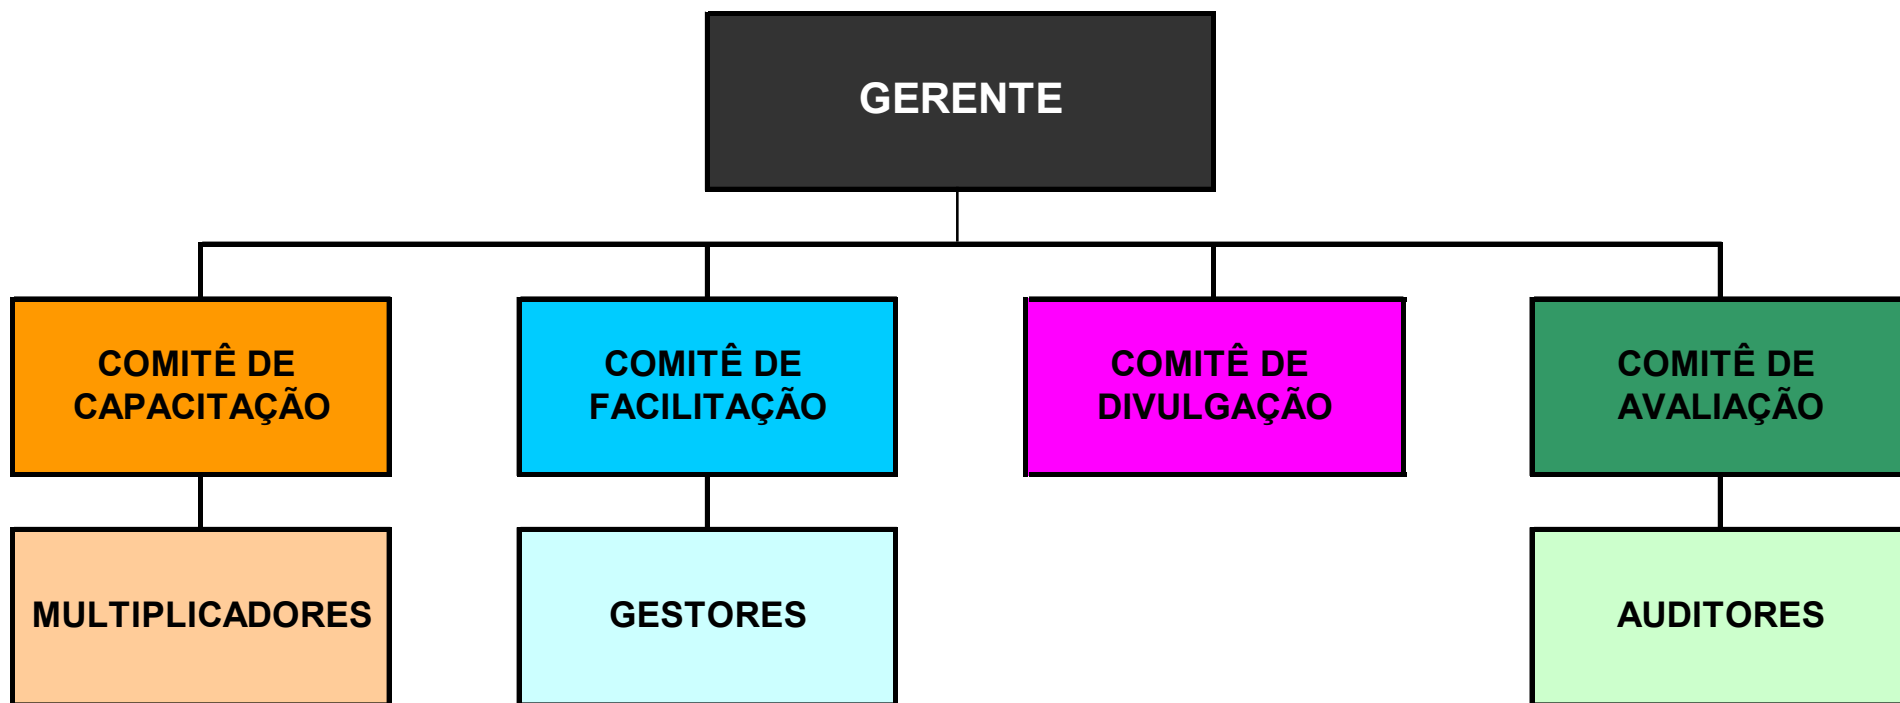 GERENTE
COMITÊ DE
CAPACITAÇÃO
COMITÊ DE
FACILITAÇÃO
COMITÊ DE
DIVULGAÇÃO
COMITÊ DE
AVALIAÇÃO
MULTIPLICADORES
GESTORES
AUDITORES